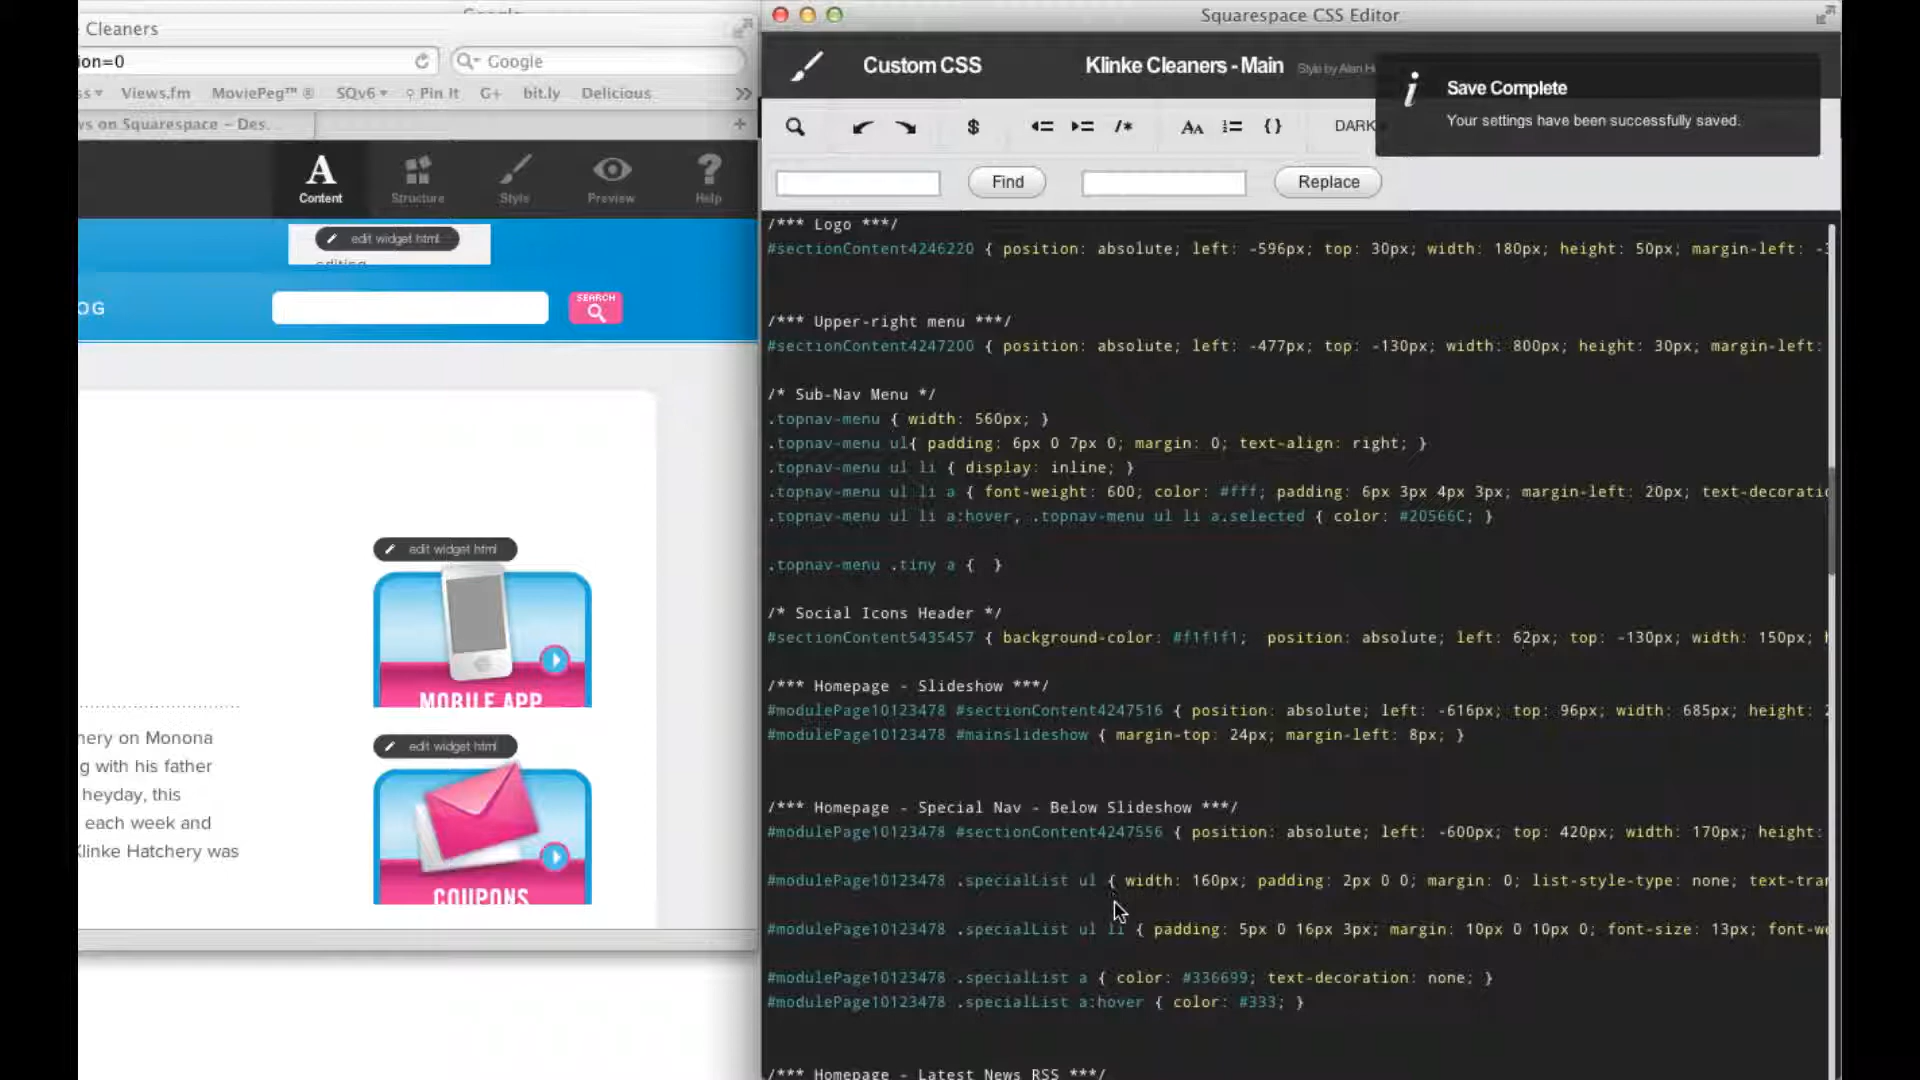 Cleaners
ion=0
Google
Views.fm
MoviePeg™ ®
SQv6
Pin It
G+
bit.ly
Delicious
»
ws on Squarespace – Des...
+
Content
Structure
Style
Preview
Help
edit widget html
OG
SEARCH
edit widget html
MOBILE APP
edit widget html
COUPONS
nery on Monona
g with his father
heyday, this
each week and
Klinke Hatchery was
Squarespace CSS Editor
Custom CSS
Klinke Cleaners - Main
Style by Alan H
Save Complete
Your settings have been successfully saved.
$
/*
AA
{}
DARK
Find
Replace
/*** Logo ***/
#sectionContent4246220 { position: absolute; left: -596px; top: 30px; width: 180px; height: 50px; margin-left: -3
/*** Upper-right menu ***/
#sectionContent4247200 { position: absolute; left: -477px; top: -130px; width: 800px; height: 30px; margin-left:
/* Sub-Nav Menu */
.topnav-menu { width: 560px; }
.topnav-menu ul{ padding: 6px 0 7px 0; margin: 0; text-align: right; }
.topnav-menu ul li { display: inline; }
.topnav-menu ul li a { font-weight: 600; color: #fff; padding: 6px 3px 4px 3px; margin-left: 20px; text-decoratio
.topnav-menu ul li a:hover, .topnav-menu ul li a.selected { color: #20566C; }
.topnav-menu .tiny a {  }
/* Social Icons Header */
#sectionContent5435457 { background-color: #f1f1f1;  position: absolute; left: 62px; top: -130px; width: 150px; h
/*** Homepage - Slideshow ***/
#modulePage10123478 #sectionContent4247516 { position: absolute; left: -616px; top: 96px; width: 685px; height: 2
#modulePage10123478 #mainslideshow { margin-top: 24px; margin-left: 8px; }
/*** Homepage - Special Nav - Below Slideshow ***/
#modulePage10123478 #sectionContent4247556 { position: absolute; left: -600px; top: 420px; width: 170px; height:
#modulePage10123478 .specialList ul { width: 160px; padding: 2px 0 0; margin: 0; list-style-type: none; text-tran
#modulePage10123478 .specialList ul li { padding: 5px 0 16px 3px; margin: 10px 0 10px 0; font-size: 13px; font-we
#modulePage10123478 .specialList a { color: #336699; text-decoration: none; }
#modulePage10123478 .specialList a:hover { color: #333; }
/*** Homepage - Latest News RSS ***/